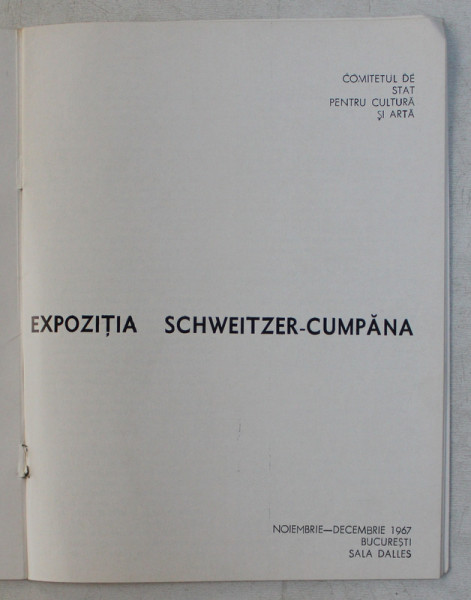 COMITETUL DE
STAT
PENTRU CULTURĂ
ȘI ARTĂ
EXPOZIȚIA SCHWEITZER-CUMPĂNA
NOIEMBRIE—DECEMBRIE 1967
BUCUREȘTI
SALA DALLES